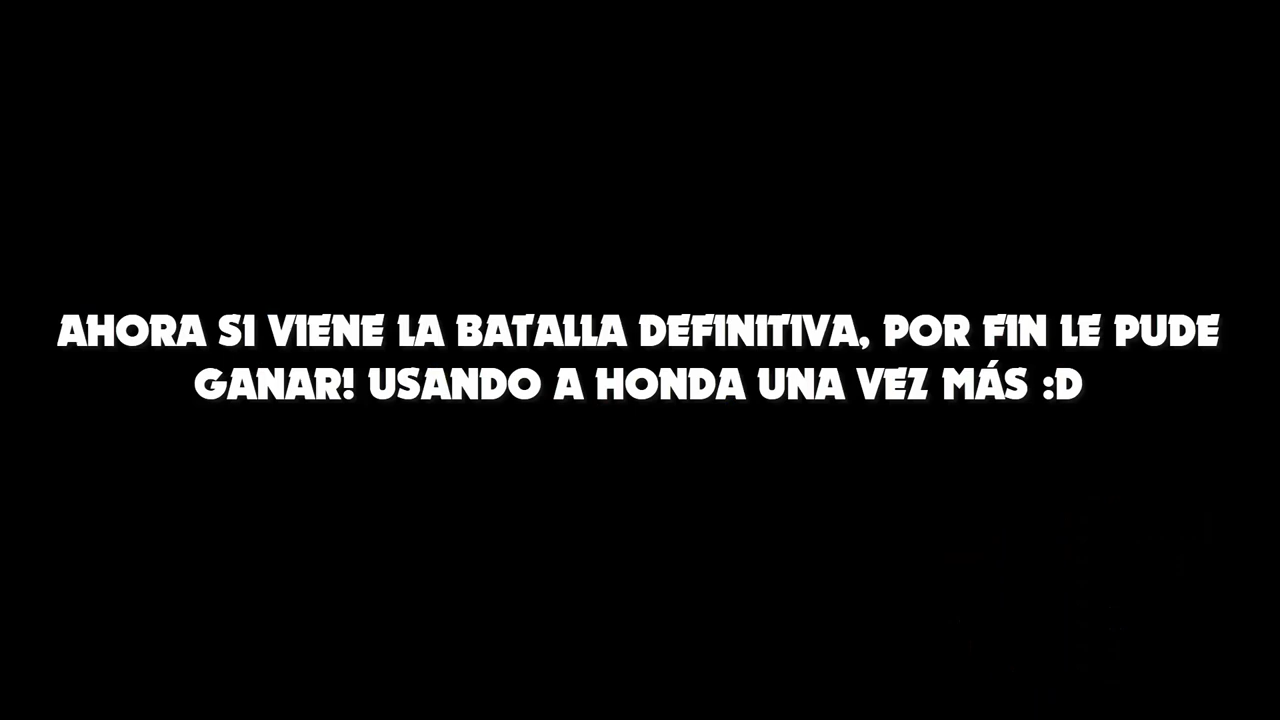 AHORA SI VIENE LA BATALLA DEFINITIVA, POR FIN LE PUDE
GANAR! USANDO A HONDA UNA VEZ MÁS :D